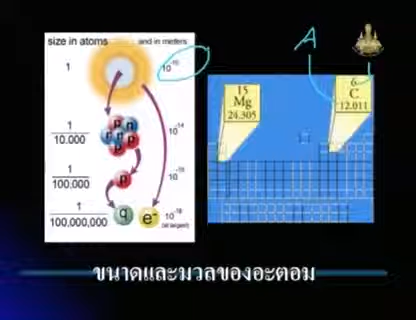 size in atoms
and in meters
1
10-10
1
10.000
10-14
1
100,000
10-15
1
100,000,000
10-18
(at largest)
p n
n n p
p
p
q
e-
A
15
Mg
24.305
6
C
12.011
ขนาดและมวลของอะตอม